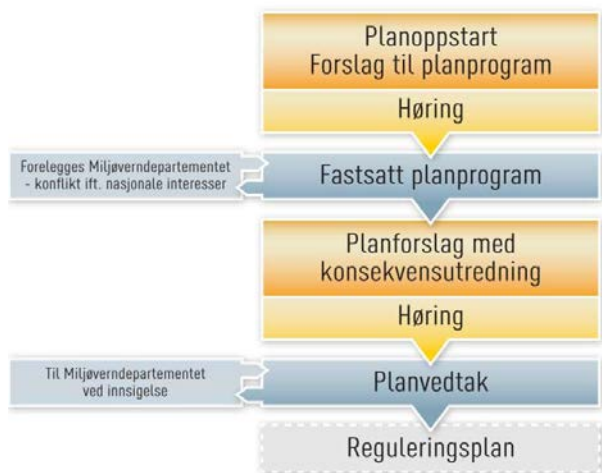 Planoppstart
Forslag til planprogram
Høring
Forelegges Miljøverndepartementet
- konflikt ift. nasjonale interesser
Fastsatt planprogram
Planforslag med
konsekvensutredning
Høring
Til Miljøverndepartementet
ved innsigelse
Planvedtak
Reguleringsplan